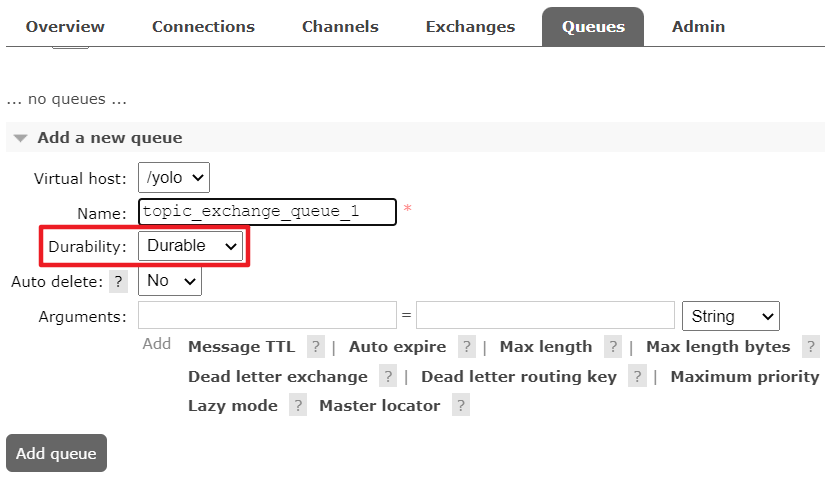 Overview Connections Channels Exchanges Queues Admin
... no queues ...
Add a new queue
Virtual host: /yolo
Name: topic_exchange_queue_1 *
Durability: Durable
Auto delete: ? No
Arguments: = String
Add Message TTL ? | Auto expire ? | Max length ? | Max length bytes ?
Dead letter exchange ? | Dead letter routing key ? | Maximum priority
Lazy mode ? Master locator ?
Add queue